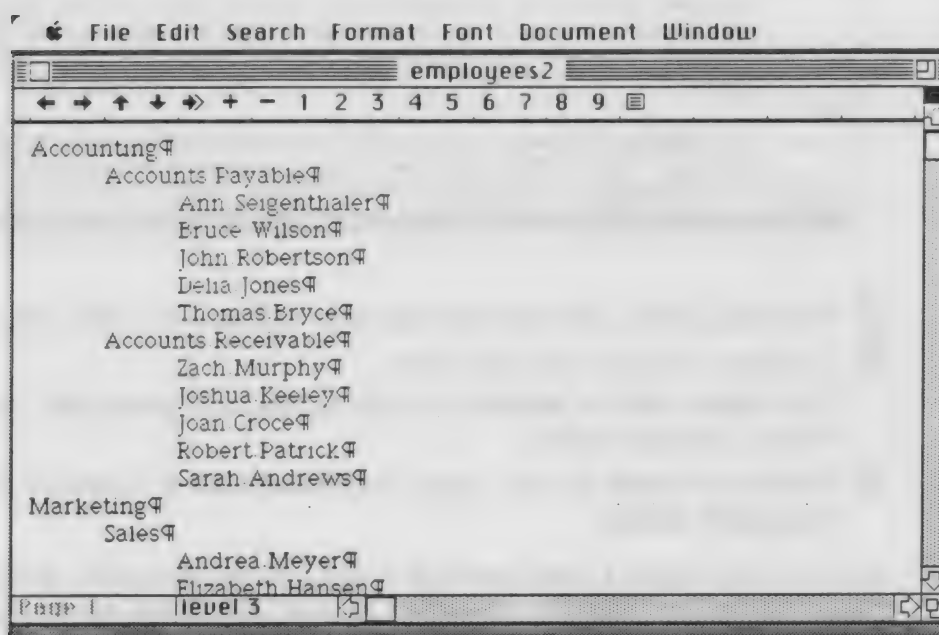 File Edit Search Format Font Document Window
employees2
← → ↑ ↓ + − 1 2 3 4 5 6 7 8 9
Accounting¶
Accounts Payable¶
Ann Seigenthaler¶
Bruce Wilson¶
John Robertson¶
Delia Jones¶
Thomas Bryce¶
Accounts Receivable¶
Zach Murphy¶
Joshua Keeley¶
Joan Croce¶
Robert Patrick¶
Sarah Andrews¶
Marketing¶
Sales¶
Andrea Meyer¶
Elizabeth Hansen¶
Page 1 level 3